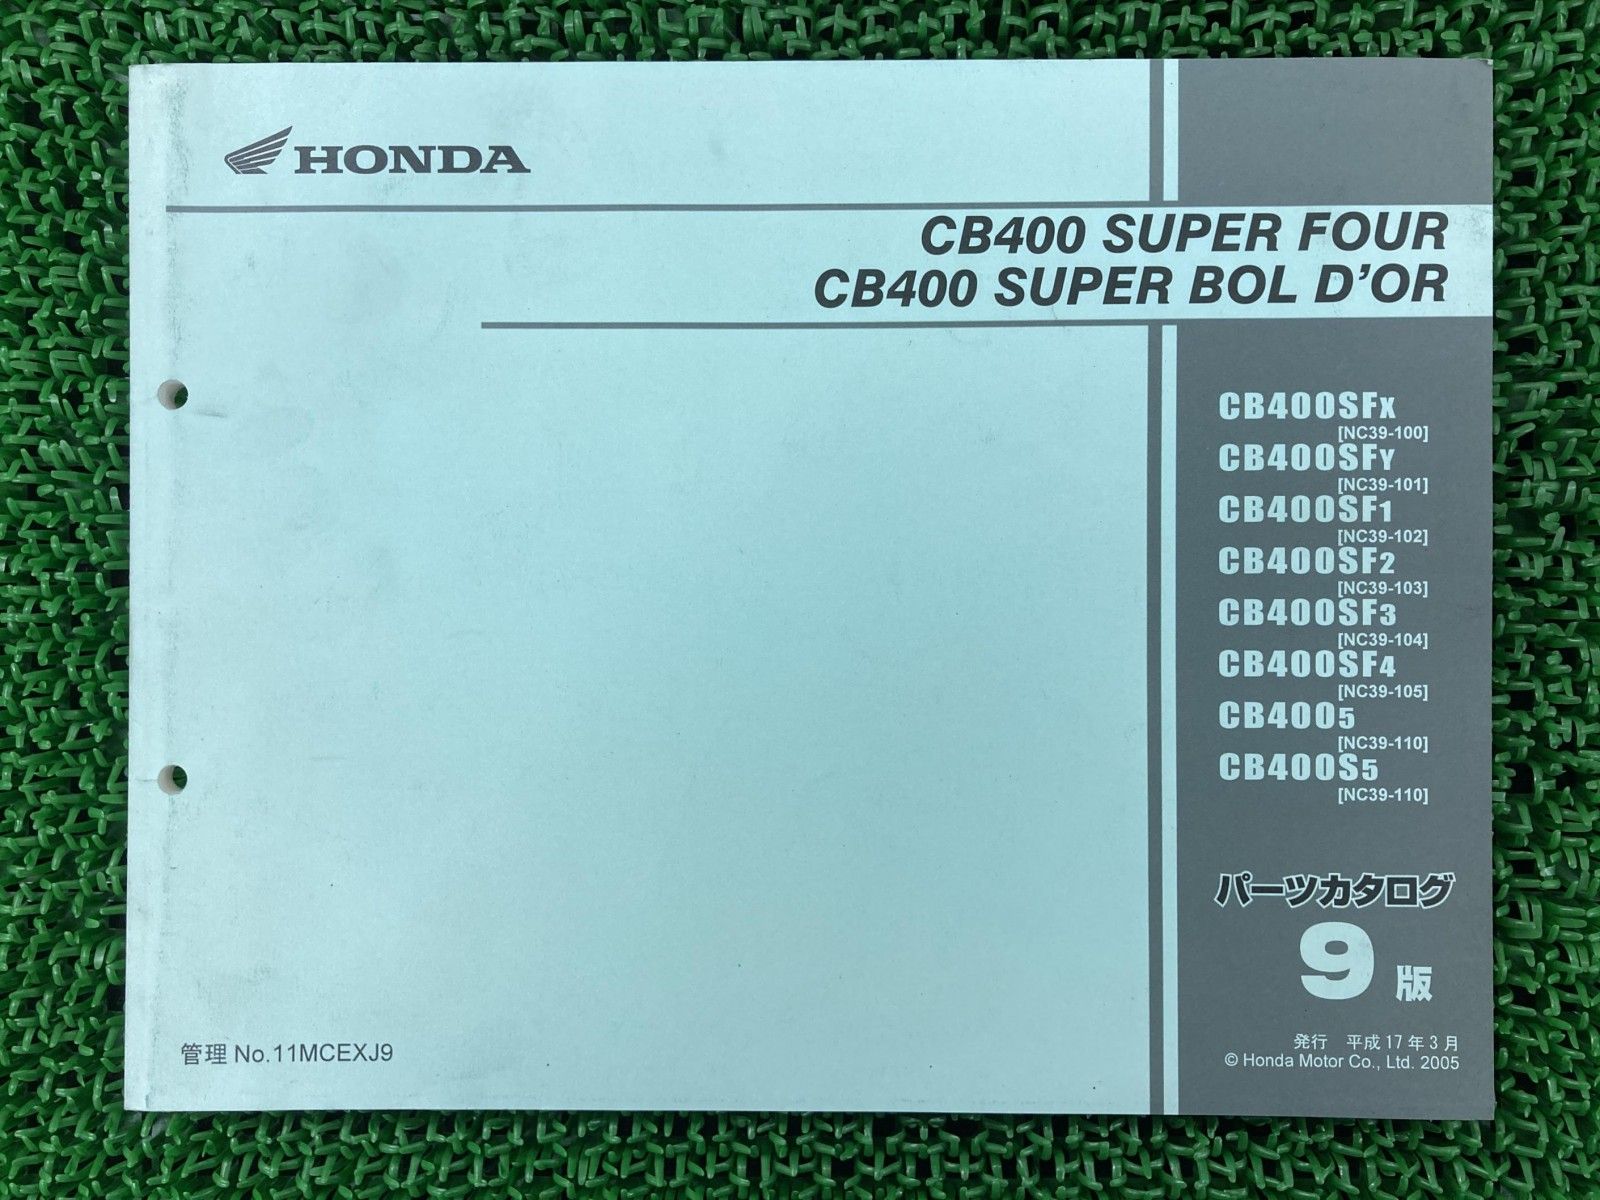 HONDA
CB400 SUPER FOUR
CB400 SUPER BOL D'OR
CB400SFX
[NC39-100]
CB400SFY
[NC39-101]
CB400SF1
[NC39-102]
CB400SF2
[NC39-103]
CB400SF3
[NC39-104]
CB400SF4
[NC39-105]
CB4005
[NC39-110]
CB400S5
[NC39-110]
パーツカタログ
9 版
発行 平成17年3月
© Honda Motor Co., Ltd. 2005
管理 No.11MCEXJ9